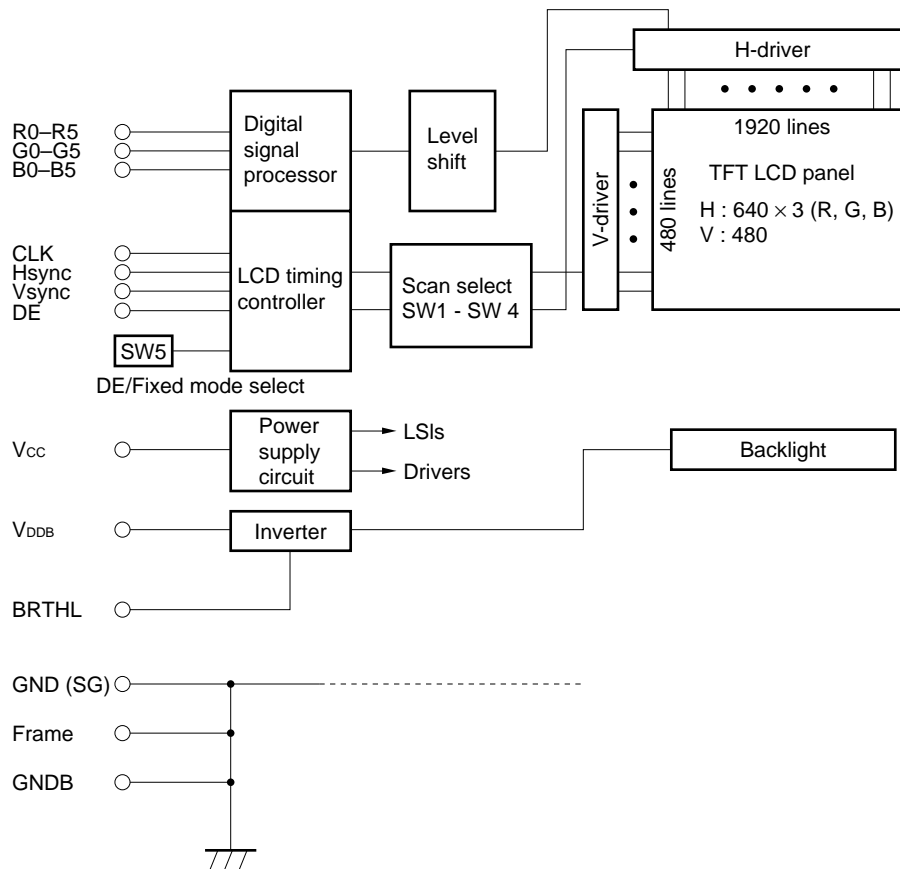 H-driver
R0–R5
G0–G5
B0–B5
Digital
signal
processor
Level
shift
V-driver
480 lines
1920 lines
TFT LCD panel
H : 640 × 3 (R, G, B)
V : 480
CLK
Hsync
Vsync
DE
LCD timing
controller
Scan select
SW1 - SW 4
SW5
DE/Fixed mode select
VCC
Power
supply
circuit
LSIs
Drivers
Backlight
VDDB
Inverter
BRTHL
GND (SG)
Frame
GNDB